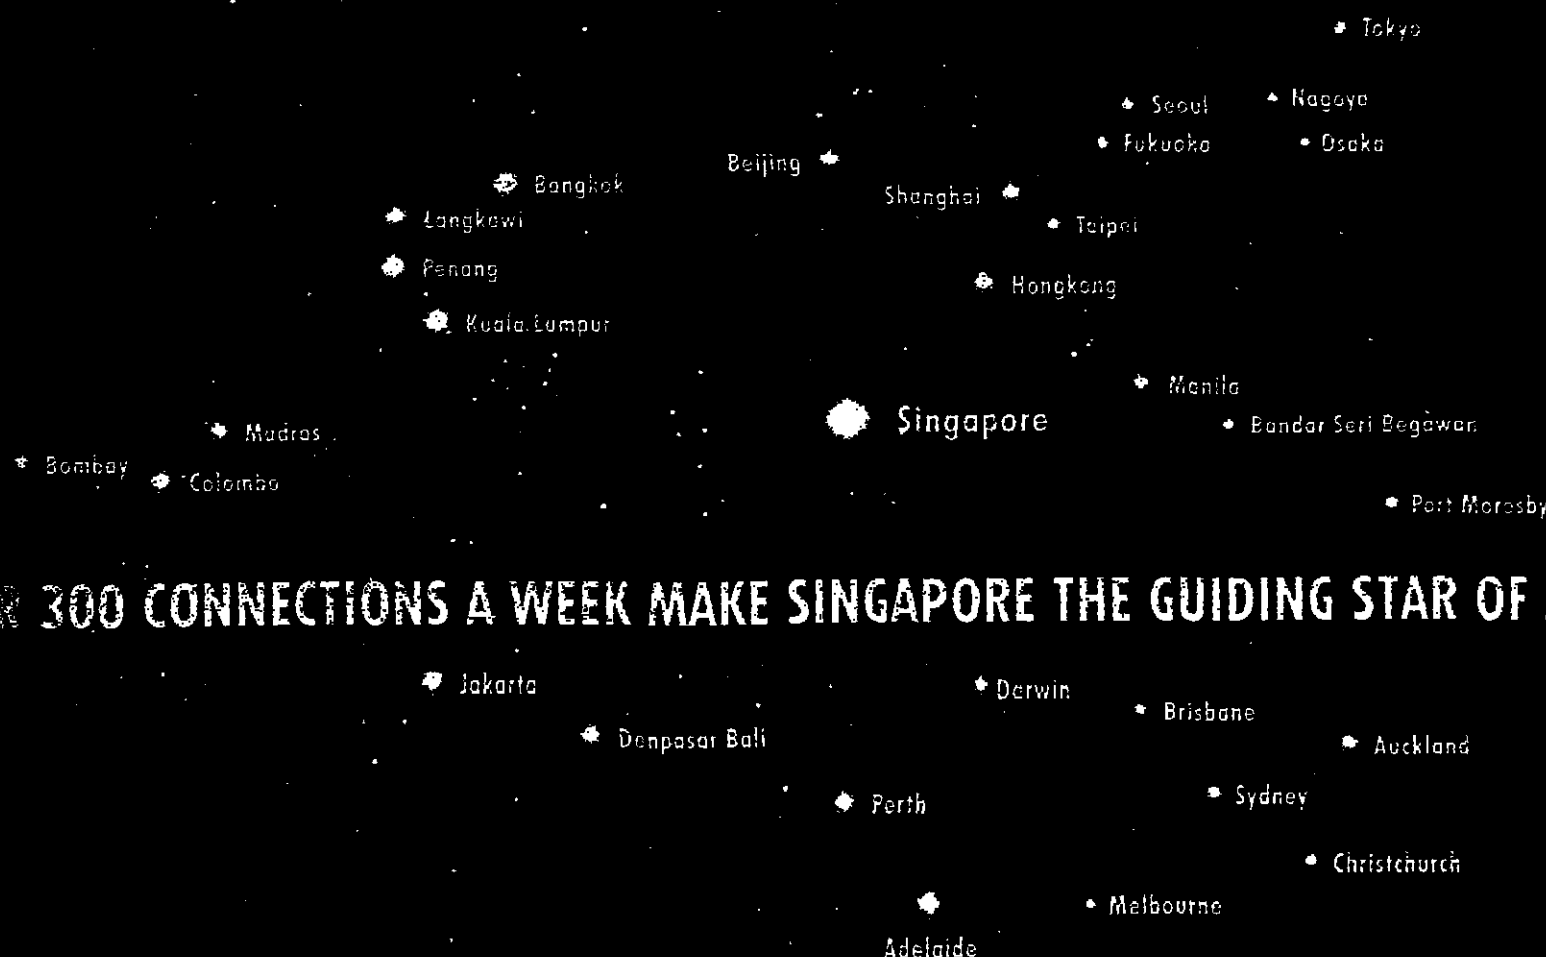 Tokyo
Seoul
Nagoya
Fukuoka
Osaka
Beijing
Bangkok
Shanghai
Langkawi
Taipei
Penang
Hongkong
Kuala Lumpur
Manila
Singapore
Bandar Seri Begawan
Madras
Bombay
Colombo
Port Moresby
300 CONNECTIONS A WEEK MAKE SINGAPORE THE GUIDING STAR OF
Jakarta
Darwin
Brisbane
Denpasar Bali
Auckland
Perth
Sydney
Christchurch
Melbourne
Adelaide